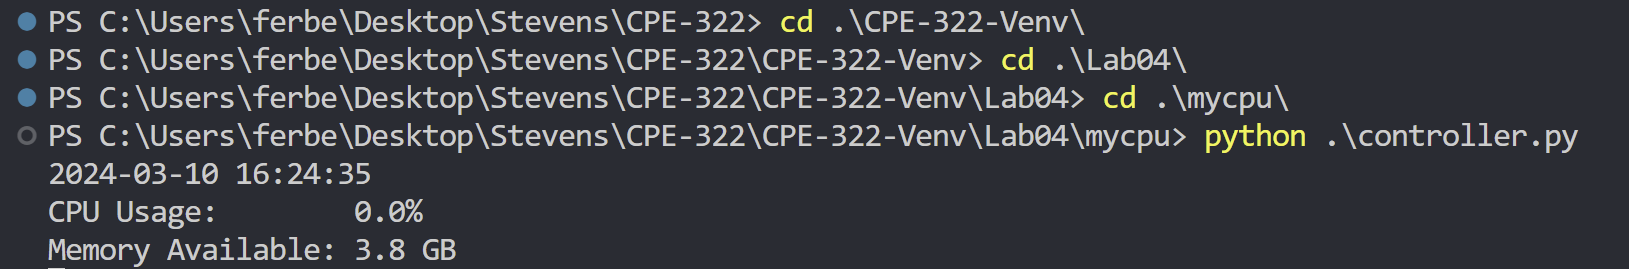 PS C:\Users\ferbe\Desktop\Stevens\CPE-322> cd .\CPE-322-Venv\
PS C:\Users\ferbe\Desktop\Stevens\CPE-322\CPE-322-Venv> cd .\Lab04\
PS C:\Users\ferbe\Desktop\Stevens\CPE-322\CPE-322-Venv\Lab04> cd .\mycpu\
PS C:\Users\ferbe\Desktop\Stevens\CPE-322\CPE-322-Venv\Lab04\mycpu> python .\controller.py
2024-03-10 16:24:35
CPU Usage:        0.0%
Memory Available: 3.8 GB